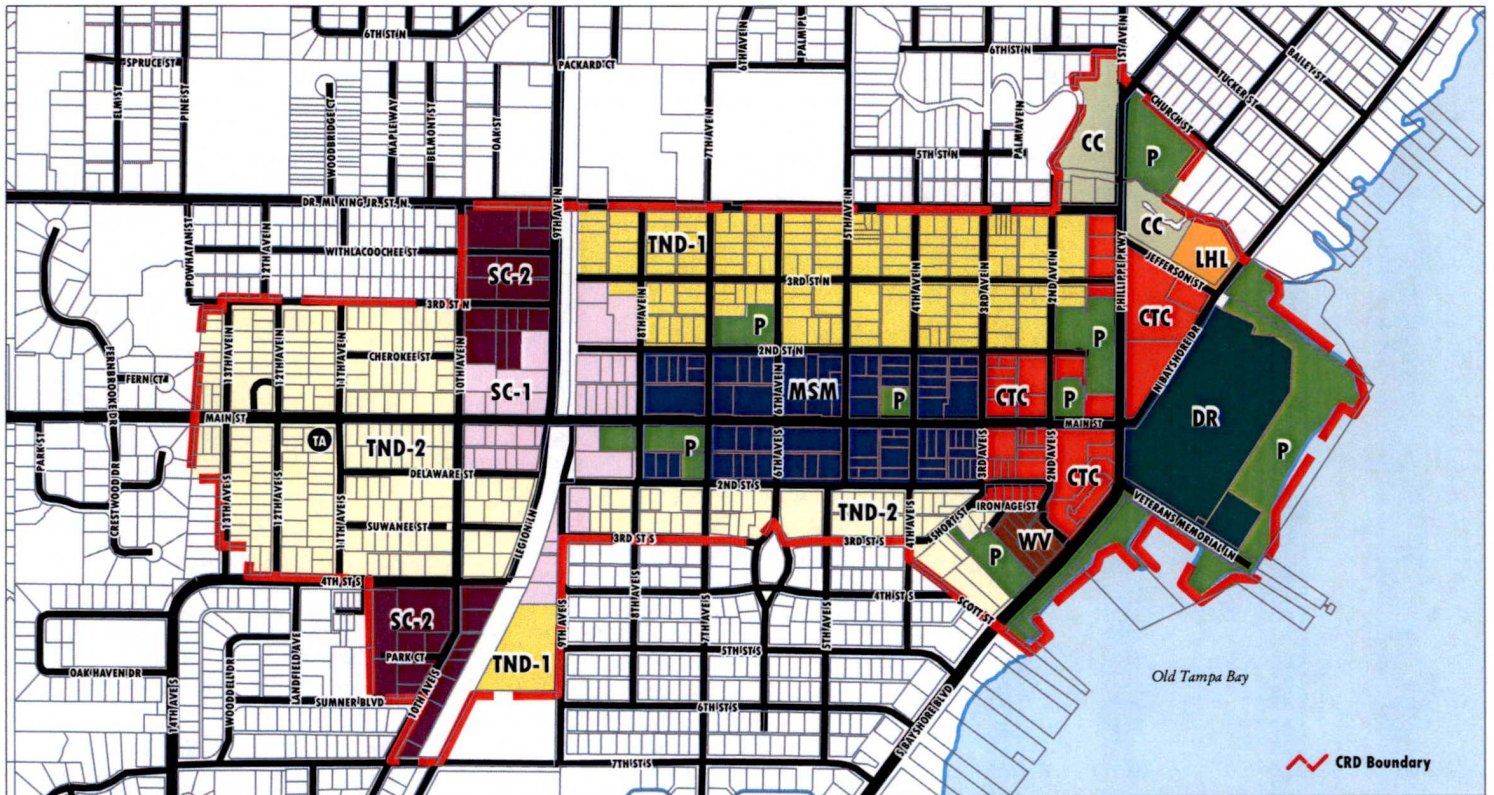 6TH ST N
6TH AVE N
PALM PL
1ST AVE N
6TH ST N
BAILEY ST
SPRUCE ST
PACKARD CT
TUCKER ST
ELM ST
PINE ST
WOODBRIDGE CT
MAPLE WAY
BELMONT ST
OAK ST
7TH AVE N
PALM AVE N
CHURCH ST
CC
P
5TH ST N
DR. ML KING JR. ST. N.
9TH AVE N
5TH AVE N
POWHATAN ST
12TH AVE N
WITHLACOOCHEE ST
TND-1
CC
LHL
SC-2
PHILIPPE PKWY
JEFFERSON ST
3RD ST N
3RD ST N
8TH AVE N
4TH AVE N
3RD AVE N
2ND AVE N
CTC
N BAYSHORE DR
P
P
13TH AVE N
12TH AVE N
11TH AVE N
10TH AVE N
CHEROKEE ST
2ND ST N
FERNBROOKE DR
FERN CT
SC-1
6TH AVE N
MSM
P
CTC
P
DR
MAIN ST
MAIN ST
P
PARK ST
TA
TND-2
P
6TH AVE S
3RD AVE S
2ND AVE S
CTC
DELAWARE ST
2ND ST S
CRESTWOOD DR
13TH AVE S
12TH AVE S
11TH AVE S
SUWANEE ST
LEGION LN
TND-2
4TH AVE S
SHORT ST
IRON AGE ST
WV
P
VETERANS MEMORIAL LN
3RD ST S
3RD ST S
4TH ST S
4TH ST S
SCOTT ST
SC-2
8TH AVE S
7TH AVE S
5TH AVE S
9TH AVE S
PARK CT
TND-1
5TH ST S
OAK HAVEN DR
LANDFIELD AVE
WOODELL DR
14TH AVE S
SUMNER BLVD
10TH AVE S
6TH ST S
S BAYSHORE BLVD
7TH ST S
Old Tampa Bay
CRD Boundary